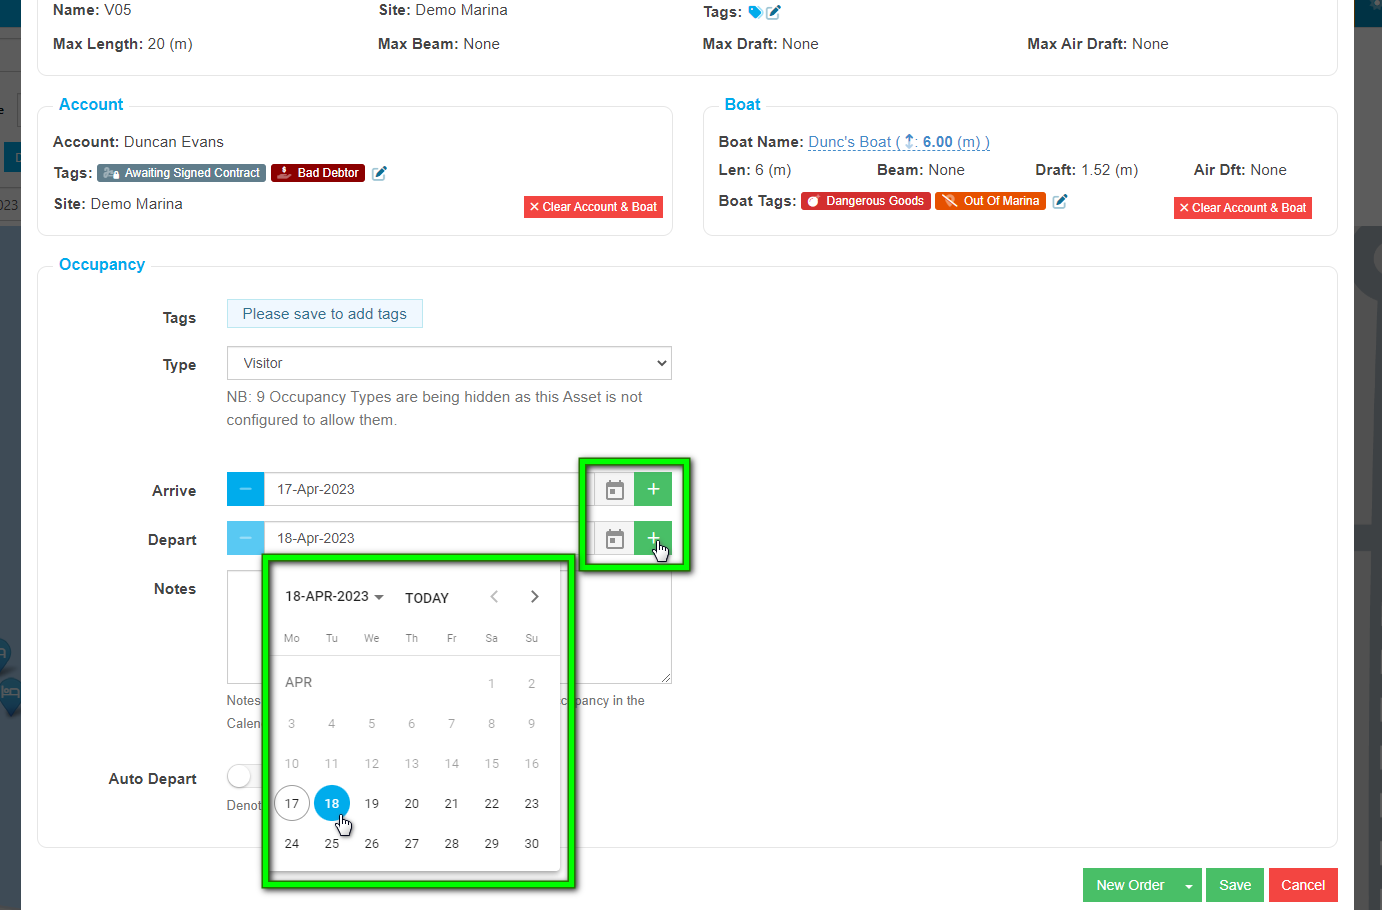 Name: V05 Site: Demo Marina Tags:
Max Length: 20 (m) Max Beam: None Max Draft: None Max Air Draft: None
Account
Account: Duncan Evans
Tags: Awaiting Signed Contract Bad Debtor
Site: Demo Marina
× Clear Account & Boat
Boat
Boat Name: Dunc's Boat ( : 6.00 (m) )
Len: 6 (m) Beam: None Draft: 1.52 (m) Air Dft: None
Boat Tags: Dangerous Goods Out Of Marina
× Clear Account & Boat
Occupancy
Tags Please save to add tags
Type Visitor
NB: 9 Occupancy Types are being hidden as this Asset is not
configured to allow them.
Arrive − 17-Apr-2023 +
Depart − 18-Apr-2023 +
Notes
18-APR-2023 TODAY
Mo Tu We Th Fr Sa Su
APR 1 2
3 4 5 6 7 8 9
10 11 12 13 14 15 16
17 18 19 20 21 22 23
24 25 26 27 28 29 30
Notes cupancy in the
Calen
Auto Depart
Denot
New Order Save Cancel
e
023